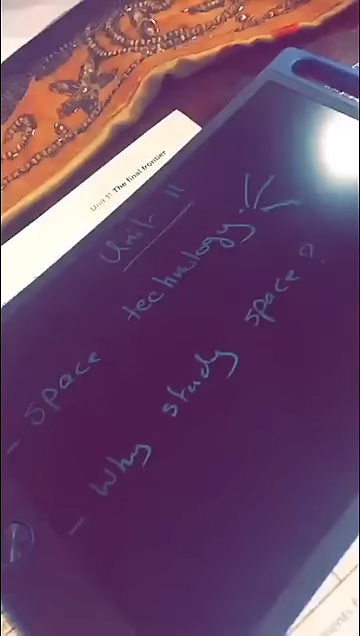 Unit 11 The final frontier
Unit 11
- Space technology
- Why study space?